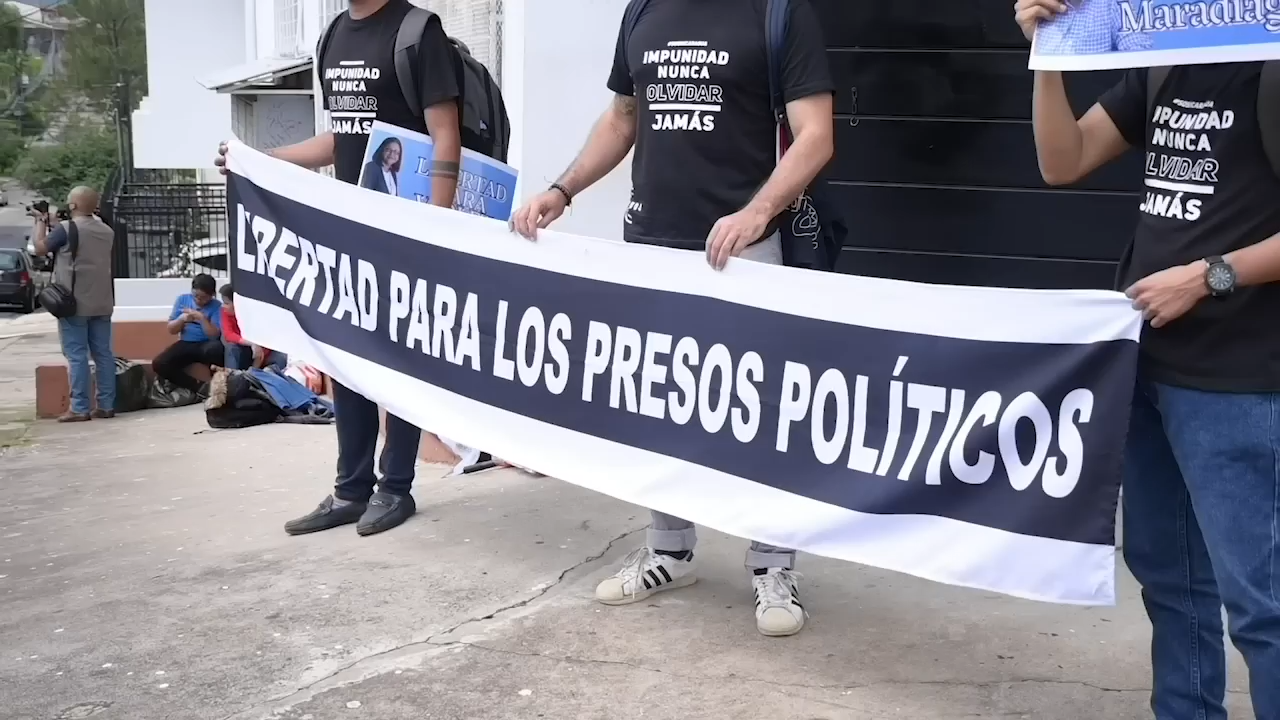 IMPUNIDAD
NUNCA
OLVIDAR
JAMÁS
LIBERTAD
PARA
IMPUNIDAD
NUNCA
OLVIDAR
JAMÁS
Maradiag
IMPUNIDAD
NUNCA
OLVIDAR
JAMÁS
LIBERTAD PARA LOS PRESOS POLÍTICOS